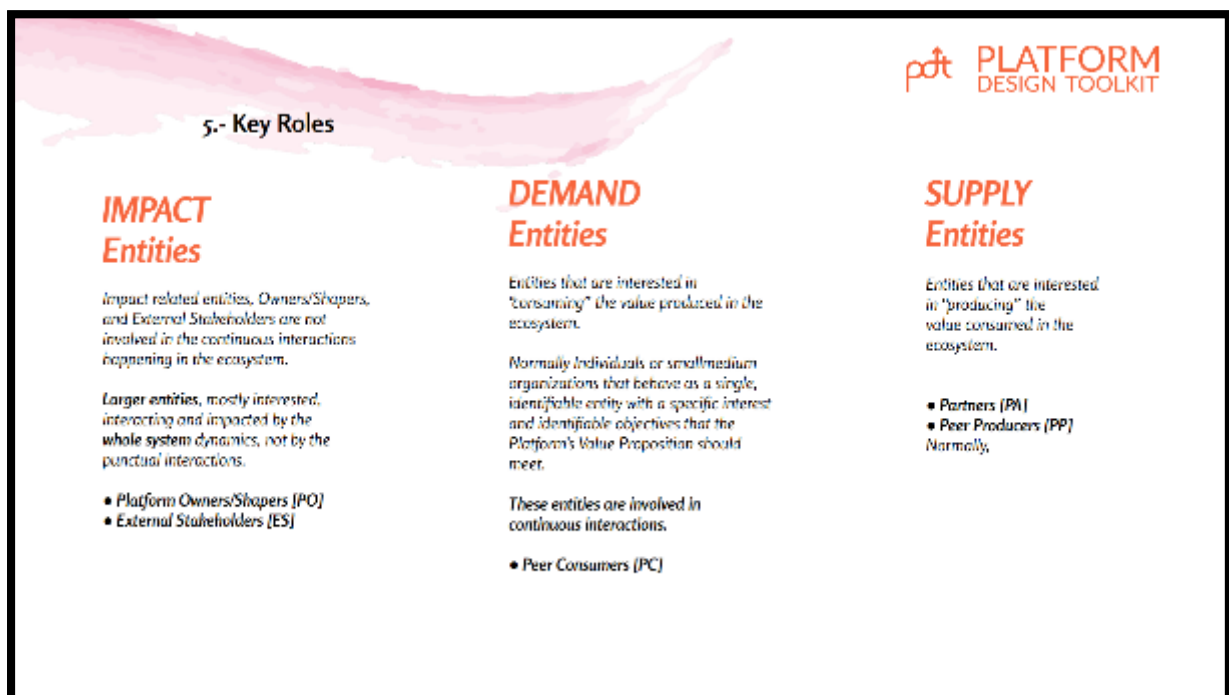 pdt PLATFORM
DESIGN TOOLKIT
5.- Key Roles
IMPACT
Entities
Impact related entities, Owners/Shapers,
and External Stakeholders are not
involved in the continuous interactions
happening in the ecosystem.
Larger entities, mostly interested,
interacting and impacted by the
whole system dynamics, not by the
punctual interactions.
● Platform Owners/Shapers [PO]
● External Stakeholders [ES]
DEMAND
Entities
Entities that are interested in
"consuming" the value produced in the
ecosystem.
Normally Individuals or smallmedium
organizations that behave as a single,
identifiable entity with a specific interest
and identifiable objectives that the
Platform's Value Proposition should
meet.
These entities are involved in
continuous interactions.
● Peer Consumers [PC]
SUPPLY
Entities
Entities that are interested
in "producing" the
value consumed in the
ecosystem.
● Partners [PA]
● Peer Producers [PP]
Normally,